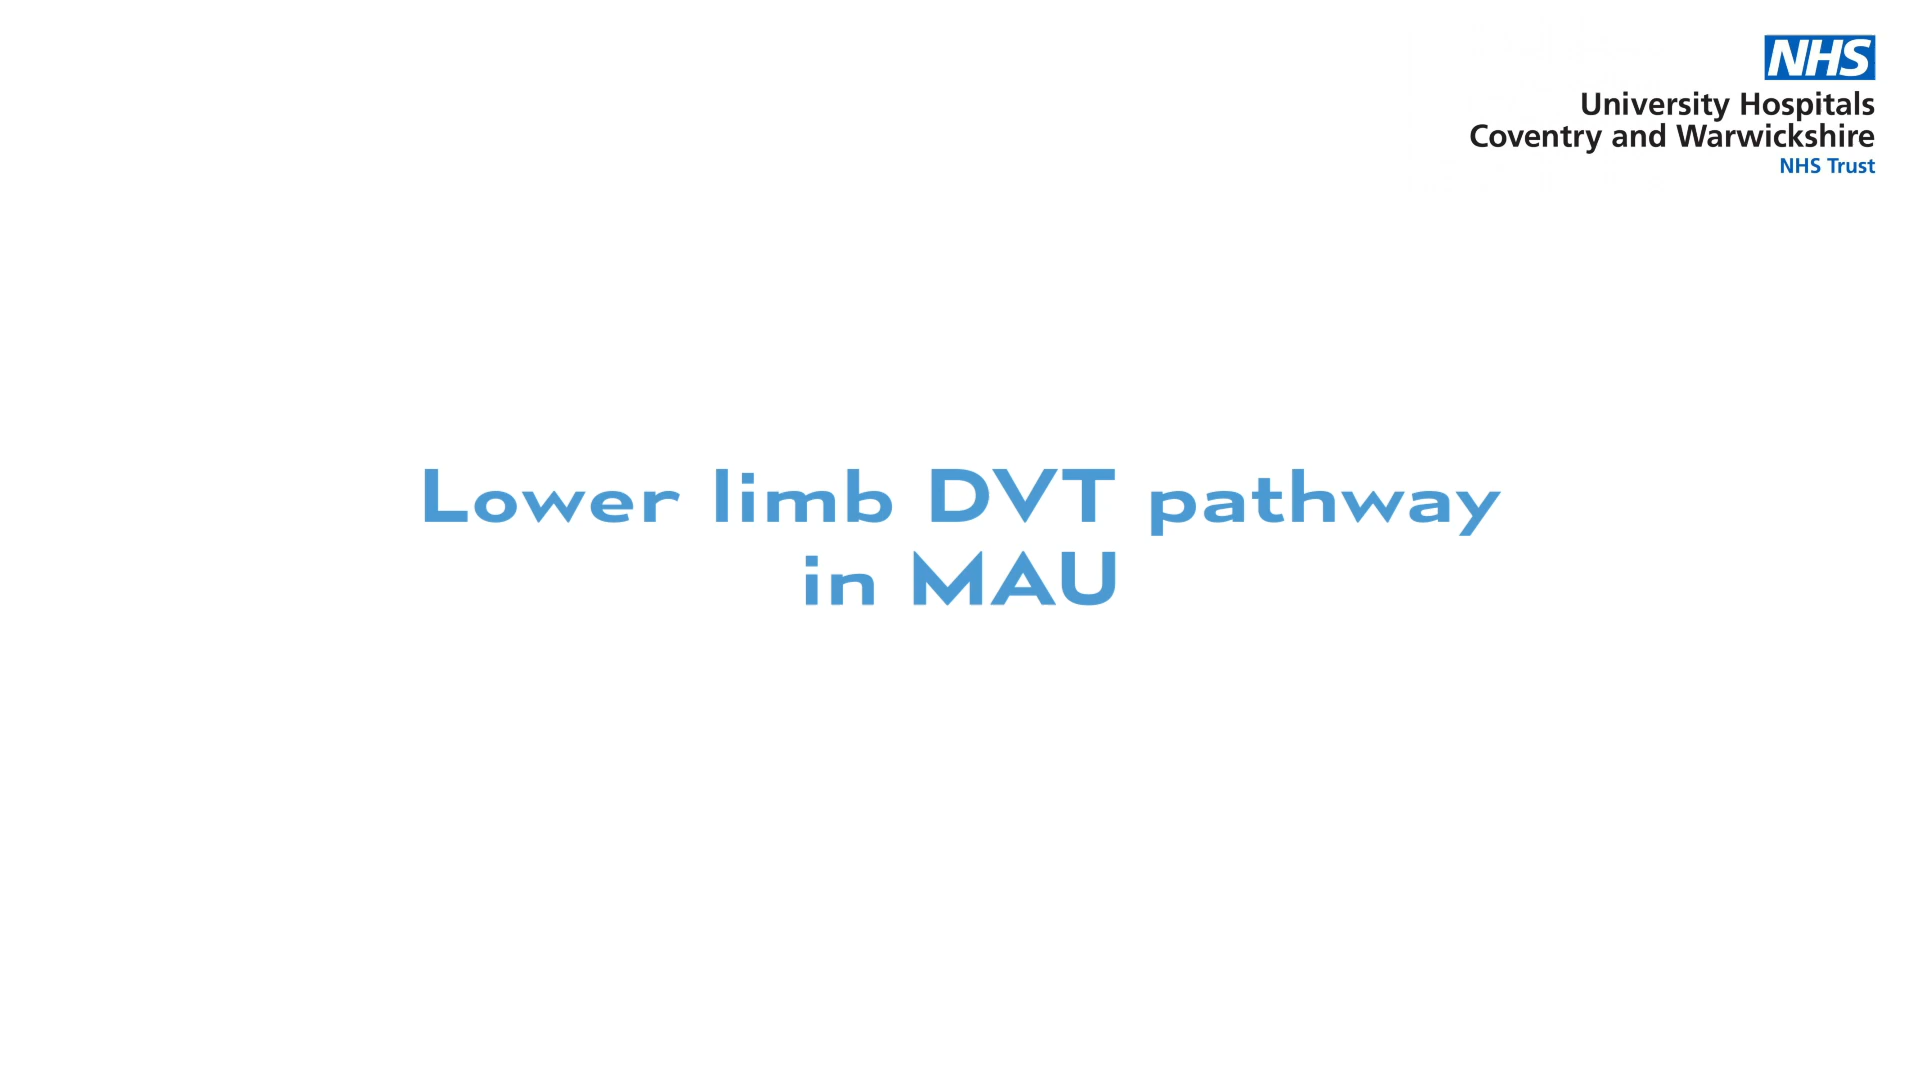 NHS
University Hospitals
Coventry and Warwickshire
NHS Trust
Lower limb DVT pathway
in MAU